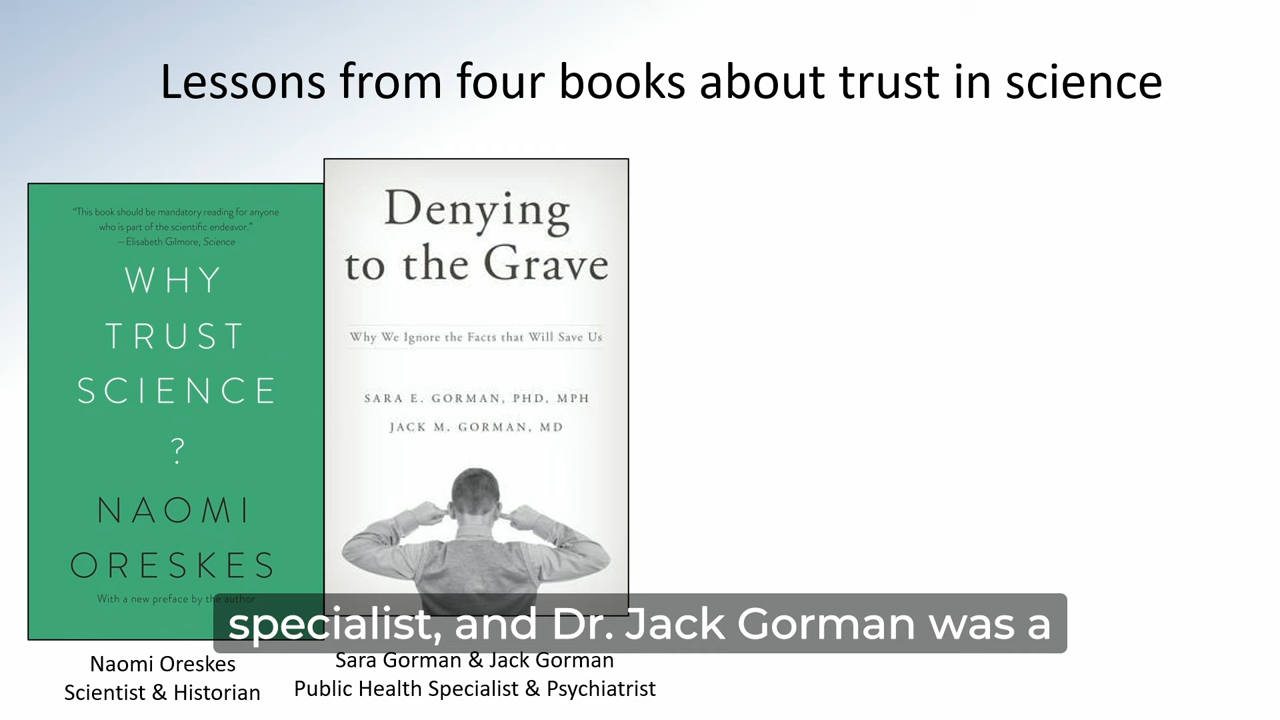 Lessons from four books about trust in science
“This book should be mandatory reading for anyone
who is part of the scientific endeavor.”
—Elisabeth Gilmore, Science
WHY
TRUST
SCIENCE
?
NAOMI
ORESKES
With a new preface by the author
Denying
to the Grave
Why We Ignore the Facts that Will Save Us
SARA E. GORMAN, PHD, MPH
JACK M. GORMAN, MD
specialist, and Dr. Jack Gorman was a
Naomi Oreskes
Scientist & Historian
Sara Gorman & Jack Gorman
Public Health Specialist & Psychiatrist